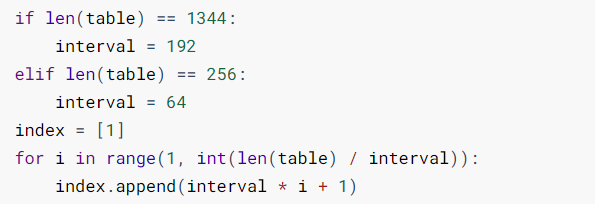 if len(table) == 1344:
    interval = 192
elif len(table) == 256:
    interval = 64
index = [1]
for i in range(1, int(len(table) / interval)):
    index.append(interval * i + 1)